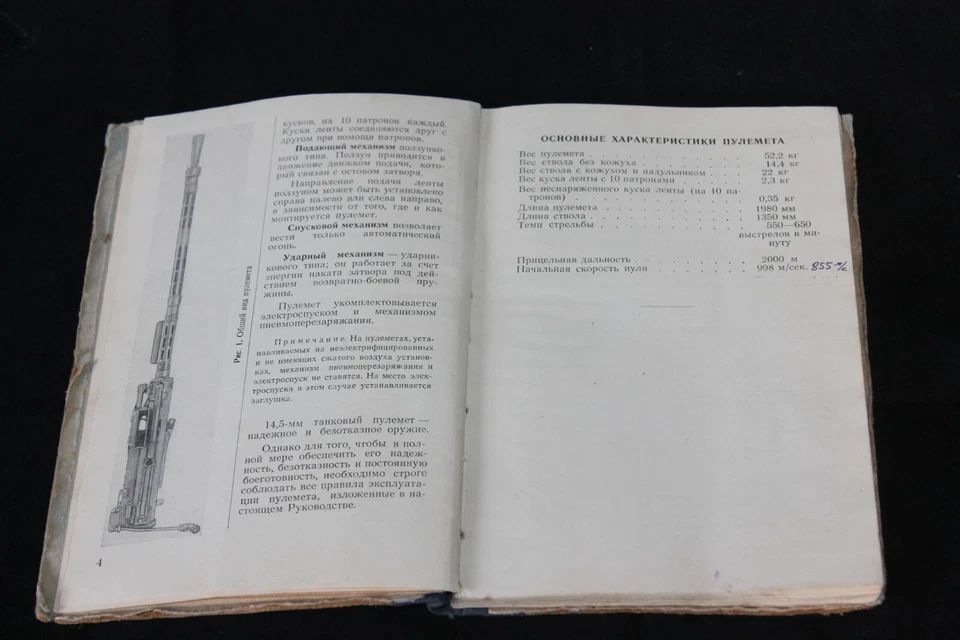 кусков, на 10 патронов каждый.
Куски ленты соединяются друг с
другом при помощи патронов.
Подающий механизм ползунко-
вого типа. Ползун приводится в
движение движком подачи, кото-
рый связан с остовом затвора.
Направление подачи ленты
ползуном может быть установлено
справа налево или слева направо,
в зависимости от того, где и как
монтируется пулемет.
Спусковой механизм позволяет
вести только автоматический
огонь.
Ударный механизм — ударни-
кового типа; он работает за счет
энергии наката затвора под дей-
ствием возвратно-боевой пру-
жины.
Пулемет укомплектовывается
электроспуском и механизмом
пневмоперезаряжания.
Примечание. На пулеметах, уста-
навливаемых на неэлектрифицированных
и не имеющих сжатого воздуха установ-
ках, механизм пневмоперезаряжания и
электроспуск не ставятся. На место элек-
троспуска в этом случае устанавливается
заглушка.
14,5-мм танковый пулемет —
надежное и безотказное оружие.
Однако для того, чтобы в пол-
ной мере обеспечить его надеж-
ность, безотказность и постоянную
боеготовность, необходимо строго
соблюдать все правила эксплуата-
ции пулемета, изложенные в на-
стоящем Руководстве.
Рис. 1. Общий вид пулемета
4
ОСНОВНЫЕ ХАРАКТЕРИСТИКИ ПУЛЕМЕТА
Вес пулемета . . . . . . . . . . . . 52,2 кг
Вес ствола без кожуха . . . . . . . . 14,4 кг
Вес ствола с кожухом и надульником . . . 22 кг
Вес куска ленты с 10 патронами . . . . . 2,3 кг
Вес неснаряженного куска ленты (на 10 па-
тронов) . . . . . . . . . . . . 0,35 кг
Длина пулемета . . . . . . . . . . . 1980 мм
Длина ствола . . . . . . . . . . . . 1350 мм
Темп стрельбы . . . . . . . . . . . 550—650
выстрелов в ми-
нуту
Прицельная дальность . . . . . . . . . 2000 м
Начальная скорость пули . . . . . . . . 998 м/сек. 855 м/с